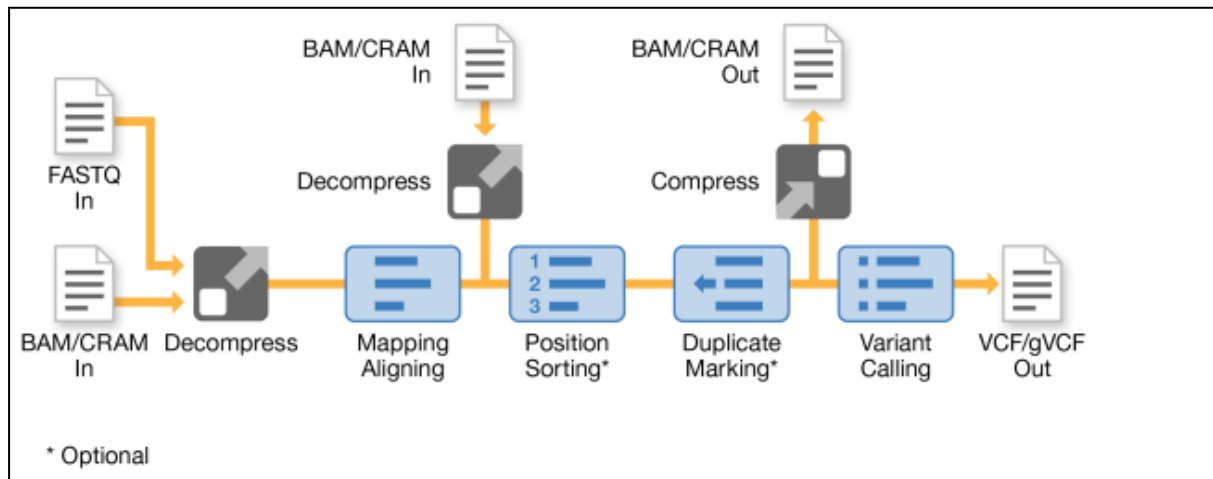 BAM/CRAM
In
BAM/CRAM
Out
FASTQ
In
Decompress
Compress
BAM/CRAM
In
Decompress
Mapping
Aligning
1
2
3
Position
Sorting*
Duplicate
Marking*
Variant
Calling
VCF/gVCF
Out
* Optional